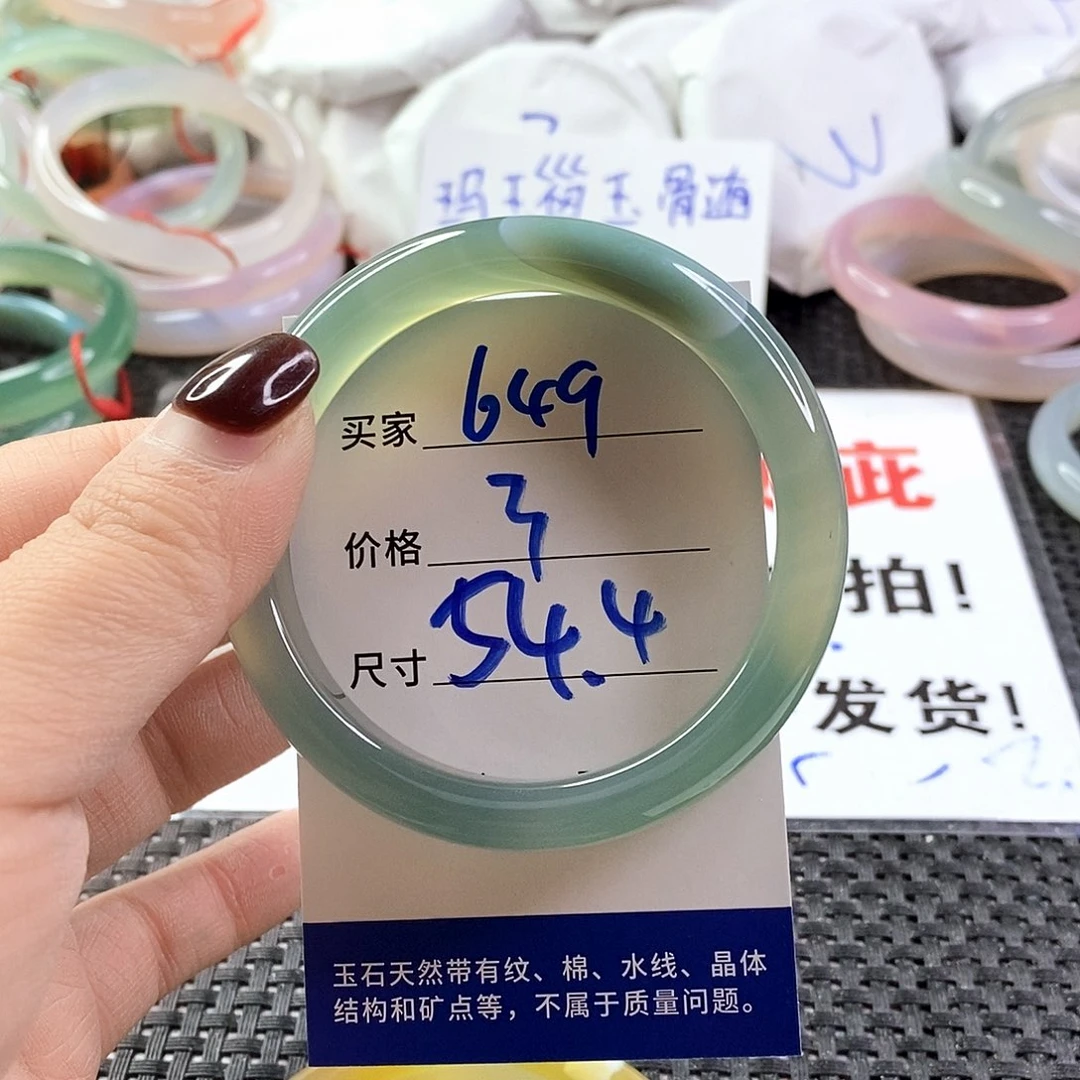 玛瑙玉骨髓
买家 649
价格
尺寸 54.4
拍！
发货！
玉石天然带有纹、棉、水线、晶体
结构和矿点等，不属于质量问题。